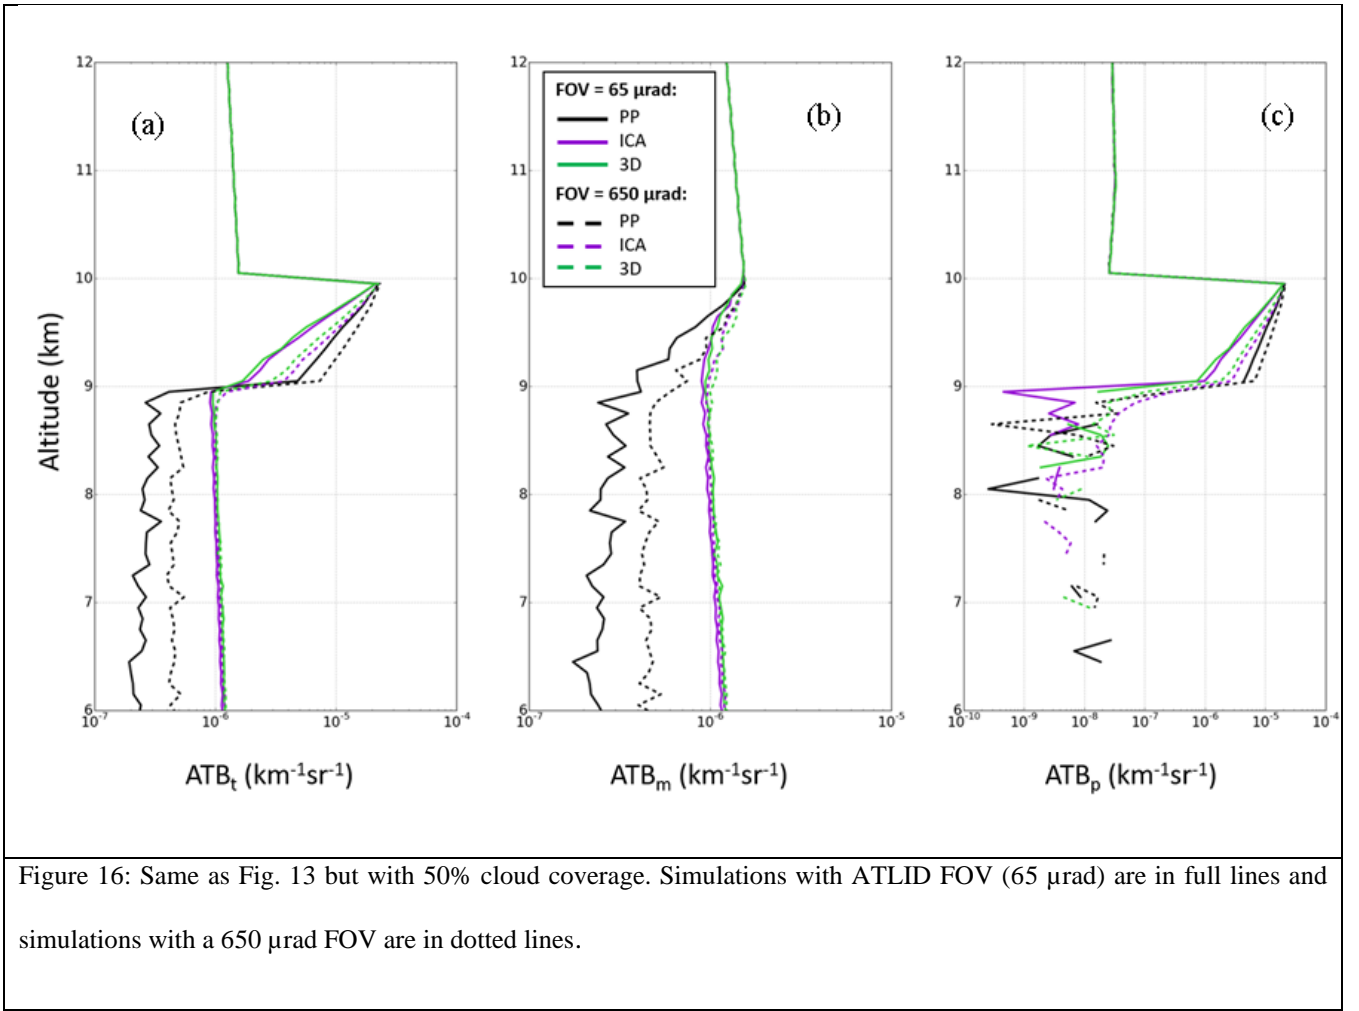 12
11
10
9
8
7
6
Altitude (km)
(a)
10-7
10-6
10-5
10-4
ATBt (km-1sr-1)
12
11
10
9
8
7
6
FOV = 65 µrad:
PP
ICA
3D
FOV = 650 µrad:
PP
ICA
3D
(b)
10-7
10-6
10-5
ATBm (km-1sr-1)
12
11
10
9
8
7
6
(c)
10-10
10-9
10-8
10-7
10-6
10-5
10-4
ATBp (km-1sr-1)
Figure 16: Same as Fig. 13 but with 50% cloud coverage. Simulations with ATLID FOV (65 µrad) are in full lines and
simulations with a 650 µrad FOV are in dotted lines.